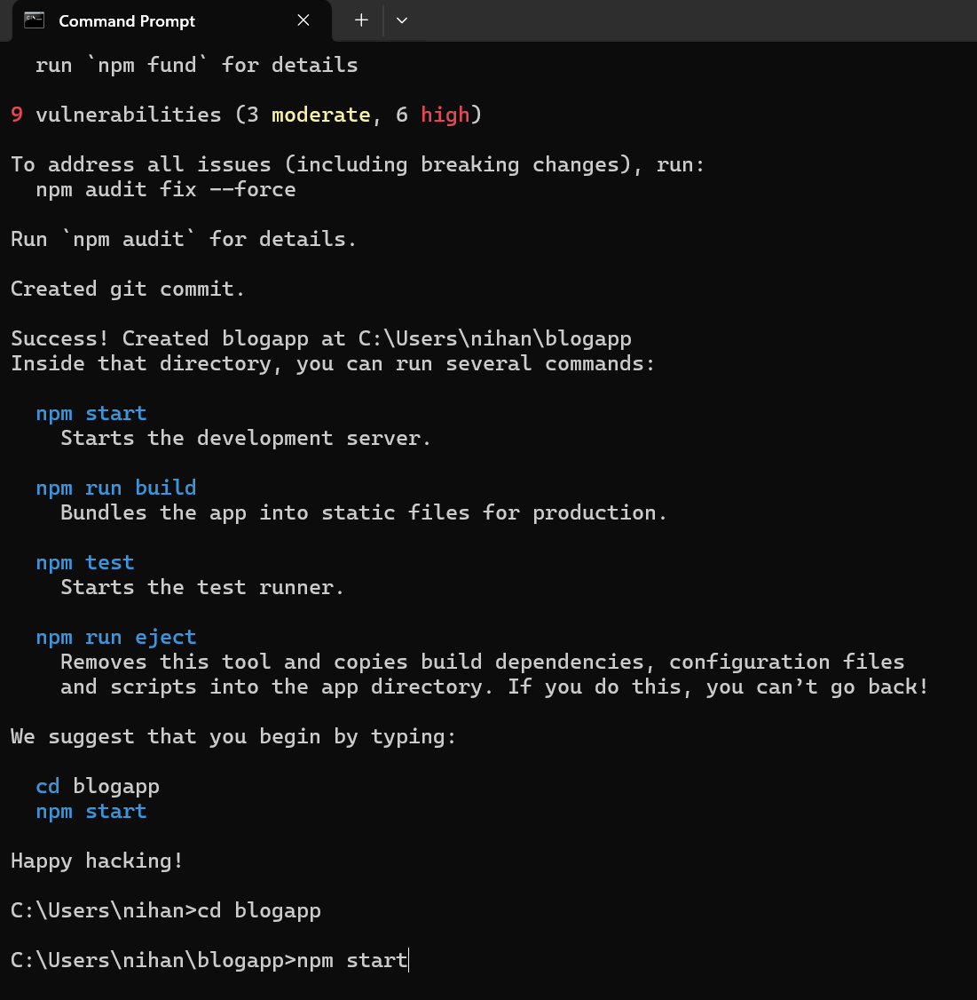 Command Prompt
run `npm fund` for details
9 vulnerabilities (3 moderate, 6 high)
To address all issues (including breaking changes), run:
npm audit fix --force
Run `npm audit` for details.
Created git commit.
Success! Created blogapp at C:\Users\nihan\blogapp
Inside that directory, you can run several commands:
npm start
Starts the development server.
npm run build
Bundles the app into static files for production.
npm test
Starts the test runner.
npm run eject
Removes this tool and copies build dependencies, configuration files
and scripts into the app directory. If you do this, you can’t go back!
We suggest that you begin by typing:
cd blogapp
npm start
Happy hacking!
C:\Users\nihan>cd blogapp
C:\Users\nihan\blogapp>npm start